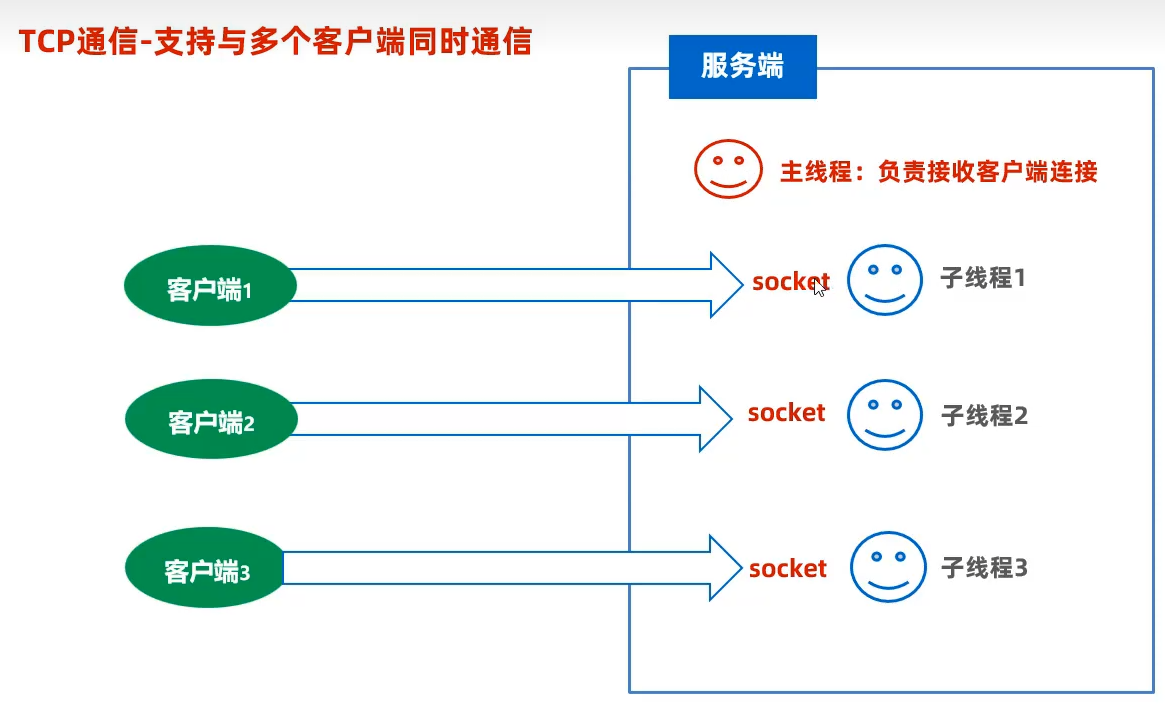 TCP通信-支持与多个客户端同时通信
服务端
主线程：负责接收客户端连接
客户端1
socket
子线程1
客户端2
socket
子线程2
客户端3
socket
子线程3